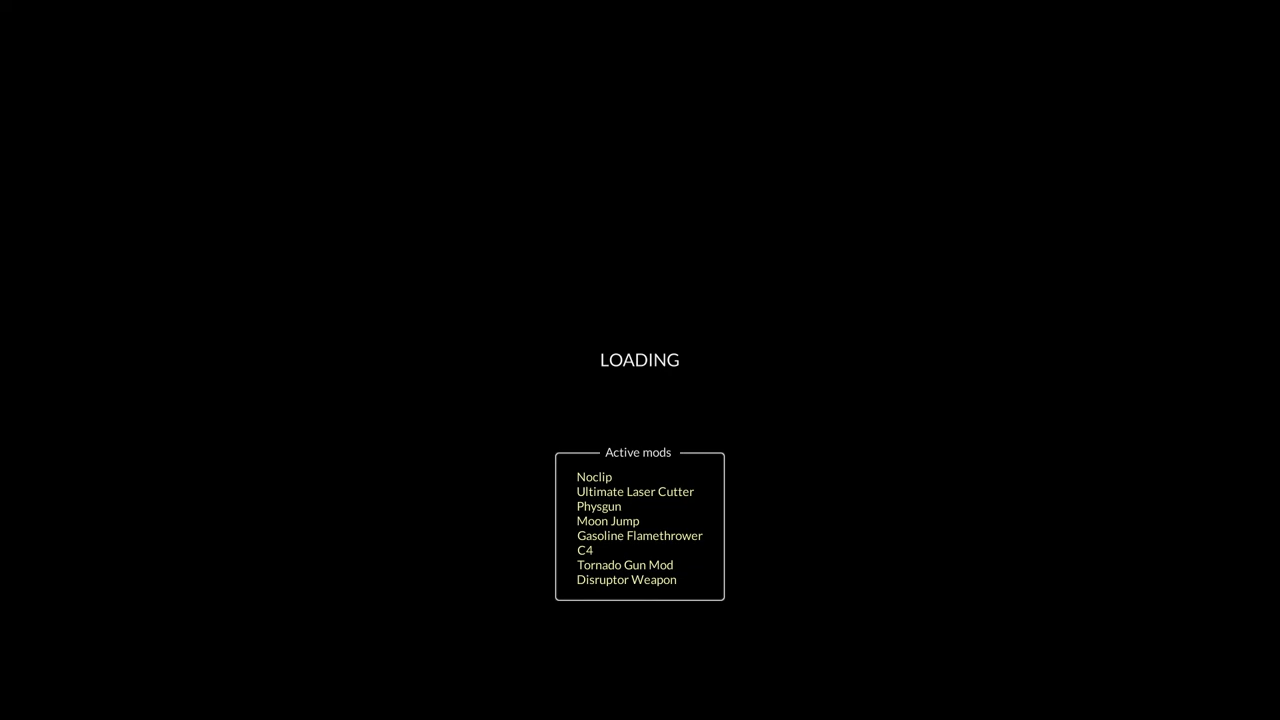 LOADING
Active mods
Noclip
Ultimate Laser Cutter
Physgun
Moon Jump
Gasoline Flamethrower
C4
Tornado Gun Mod
Disruptor Weapon